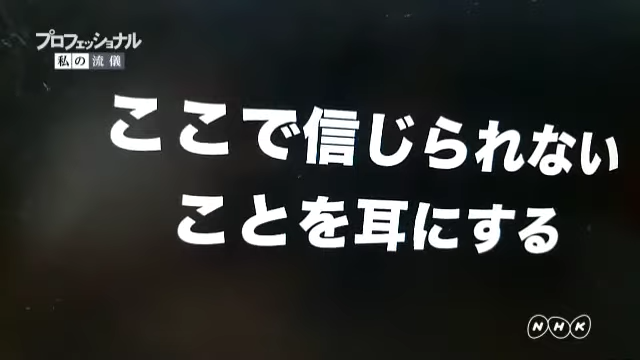 プロフェッショナル
私の流儀
ここで信じられない
ことを耳にする
NHK